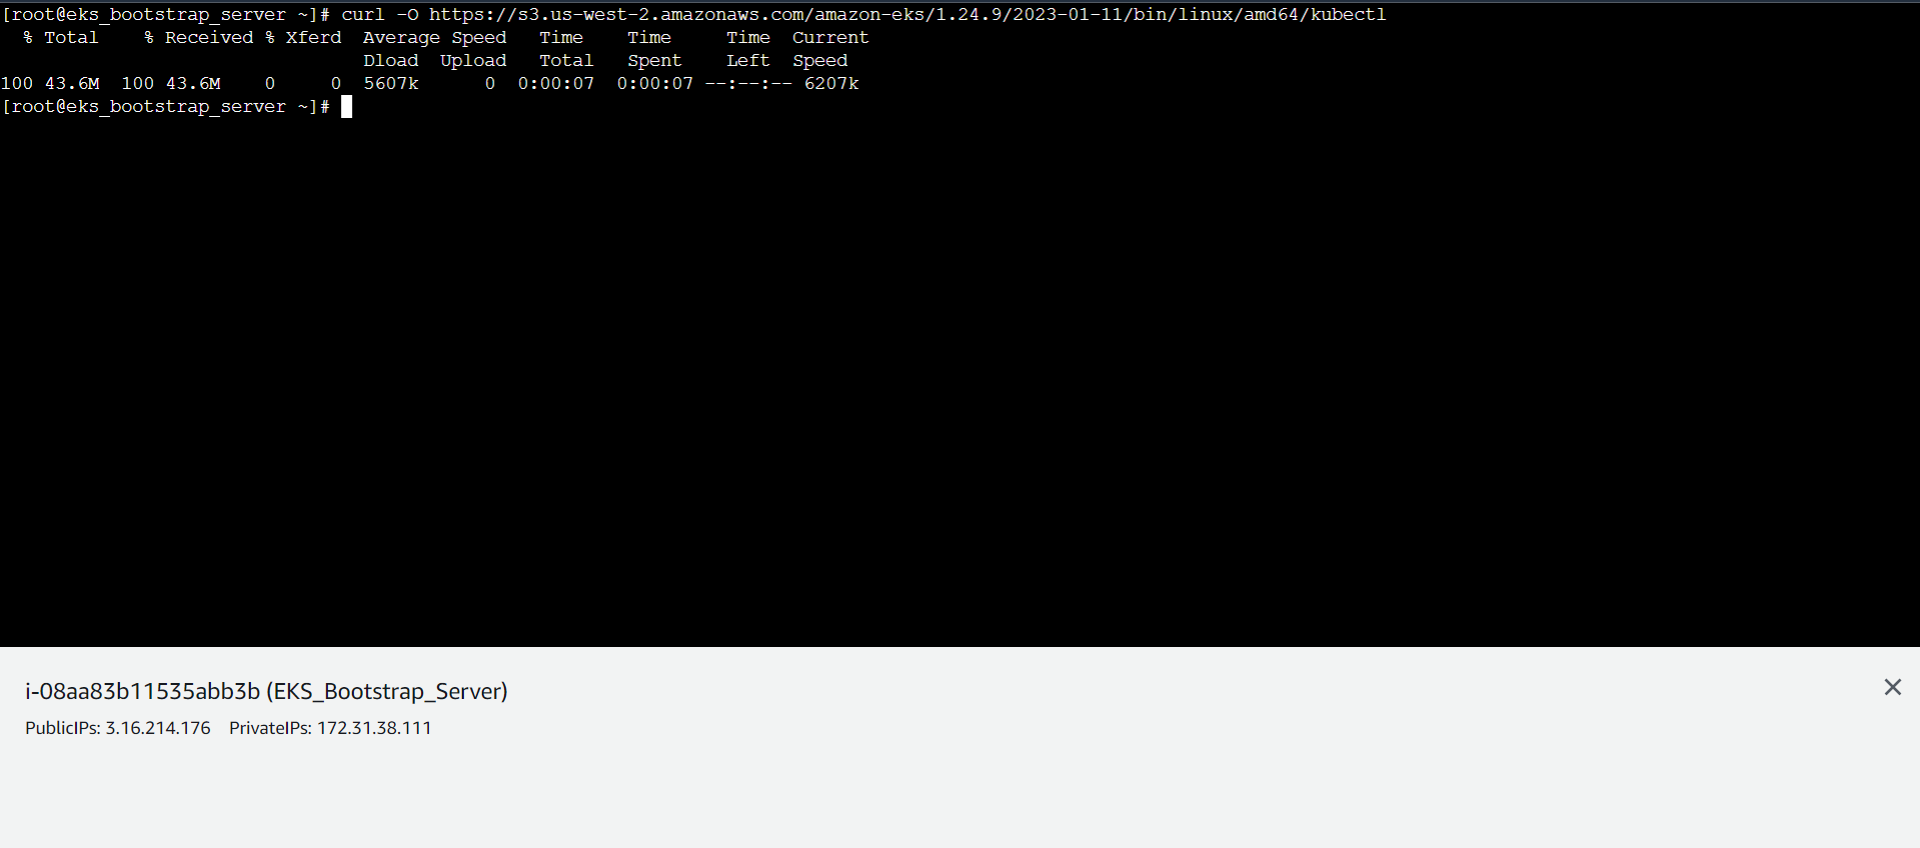 [root@eks_bootstrap_server ~]# curl -O https://s3.us-west-2.amazonaws.com/amazon-eks/1.24.9/2023-01-11/bin/linux/amd64/kubectl
  % Total    % Received % Xferd  Average Speed   Time    Time     Time  Current
                                 Dload  Upload   Total   Spent    Left  Speed
100 43.6M  100 43.6M    0     0  5607k      0  0:00:07  0:00:07 --:--:-- 6207k
[root@eks_bootstrap_server ~]#
i-08aa83b11535abb3b (EKS_Bootstrap_Server)
PublicIPs: 3.16.214.176    PrivateIPs: 172.31.38.111